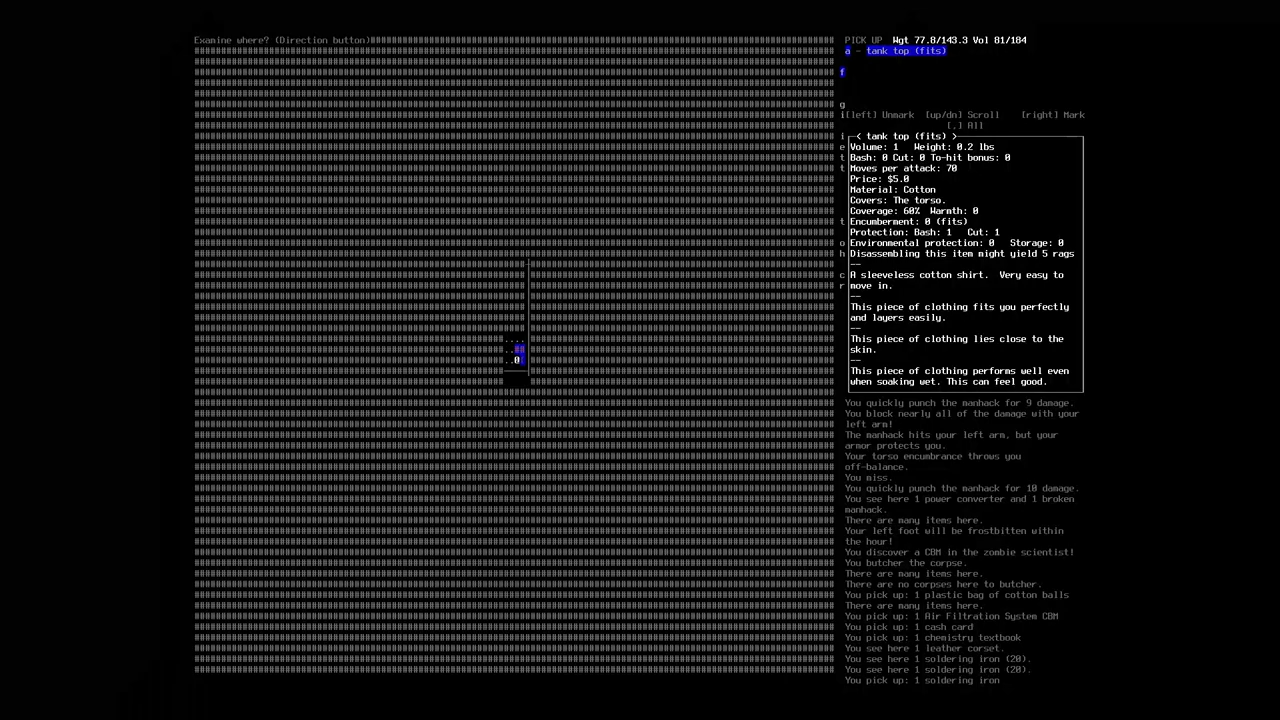 Examine where? (Direction button)
PICK UP Wgt 77.8/143.3 Vol 81/184
a - tank top (fits)
f
g
i[left] Unmark [up/dn] Scroll [right] Mark
[,] All
< tank top (fits) >
Volume: 1 Weight: 0.2 lbs
Bash: 0 Cut: 0 To-hit bonus: 0
Moves per attack: 70
Price: $5.0
Material: Cotton
Covers: The torso.
Coverage: 60% Warmth: 0
Encumberment: 0 (fits)
Protection: Bash: 1 Cut: 1
Environmental protection: 0 Storage: 0
Disassembling this item might yield 5 rags
--
A sleeveless cotton shirt. Very easy to
move in.
--
This piece of clothing fits you perfectly
and layers easily.
--
This piece of clothing lies close to the
skin.
--
This piece of clothing performs well even
when soaking wet. This can feel good.
You quickly punch the manhack for 9 damage.
You block nearly all of the damage with your
left arm!
The manhack hits your left arm, but your
armor protects you.
Your torso encumbrance throws you
off-balance.
You miss.
You quickly punch the manhack for 10 damage.
You see here 1 power converter and 1 broken
manhack.
There are many items here.
Your left foot will be frostbitten within
the hour!
You discover a CBM in the zombie scientist!
You butcher the corpse.
There are many items here.
There are no corpses here to butcher.
You pick up: 1 plastic bag of cotton balls
There are many items here.
You pick up: 1 Air Filtration System CBM
You pick up: 1 cash card
You pick up: 1 chemistry textbook
You see here 1 leather corset.
You see here 1 soldering iron (20).
You see here 1 soldering iron (20).
You pick up: 1 soldering iron